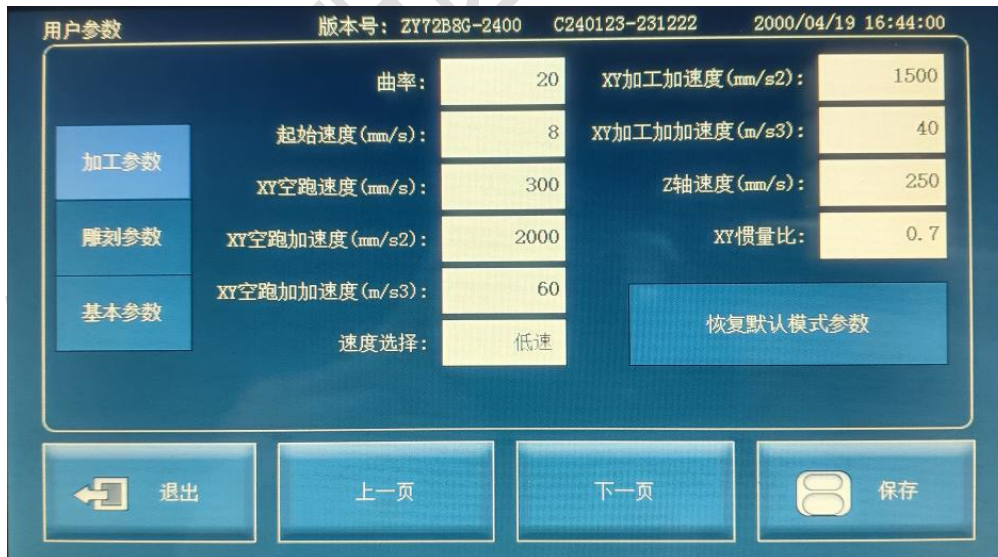 用户参数 版本号: ZY72B8G-2400 C240123-231222 2000/04/19 16:44:00
曲率: 20 XY加工加速度(mm/s2): 1500
起始速度(mm/s): 8 XY加工加加速度(m/s3): 40
加工参数
XY空跑速度(mm/s): 300 Z轴速度(mm/s): 250
雕刻参数 XY空跑加速度(mm/s2): 2000 XY惯量比: 0.7
XY空跑加加速度(m/s3): 60
基本参数 恢复默认模式参数
速度选择: 低速
退出 上一页 下一页 保存